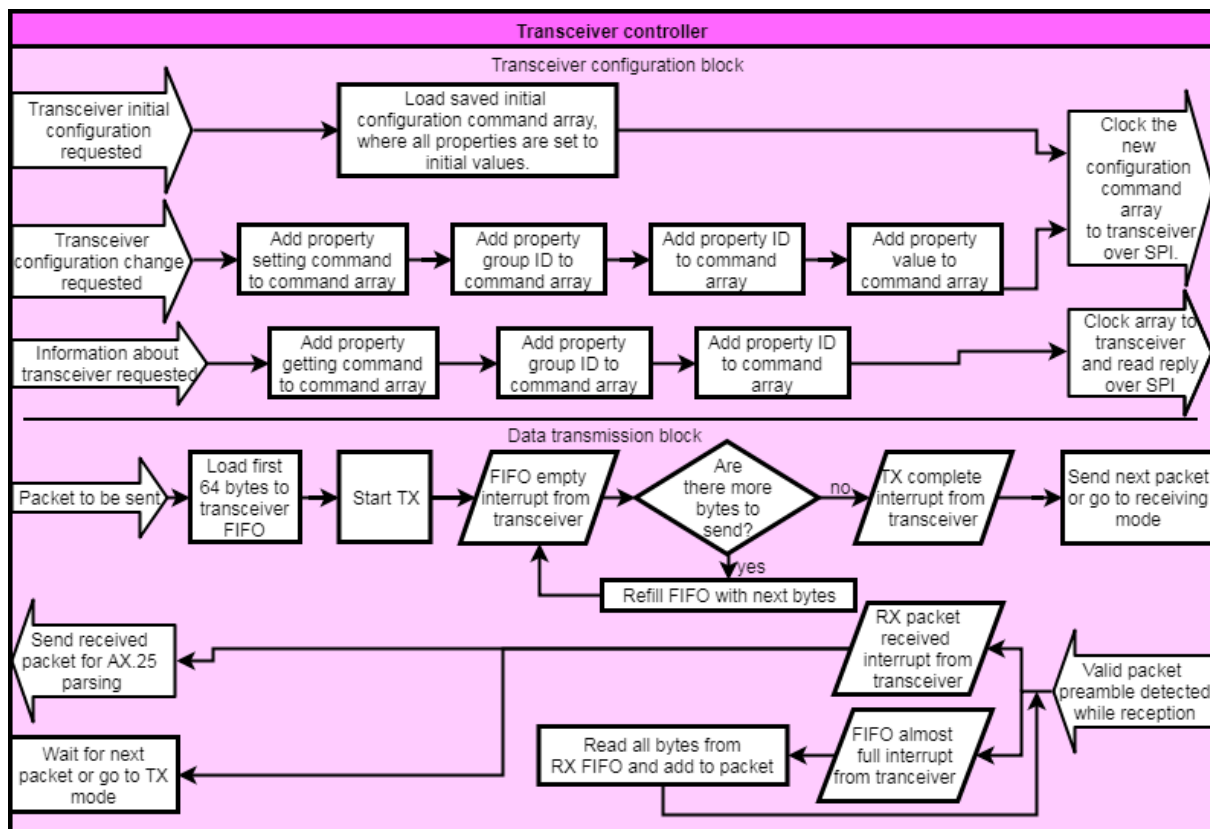 Transceiver controller
Transceiver configuration block
Transceiver initial
configuration
requested
Load saved initial
configuration command array,
where all properties are set to
initial values.
Clock the
new
configuration
command
array
to transceiver
over SPI.
Transceiver
configuration change
requested
Add property
setting command
to command array
Add property
group ID to
command array
Add property ID
to command
array
Add property
value to
command array
Information about
transceiver requested
Add property
getting command
to command array
Add property
group ID to
command array
Add property ID
to command
array
Clock array to
transceiver
and read reply
over SPI
Data transmission block
Packet to be sent
Load first
64 bytes to
transceiver
FIFO
Start TX
FIFO empty
interrupt from
transceiver
Are
there more
bytes to
send?
no
yes
Refill FIFO with next bytes
TX complete
interrupt from
transceiver
Send next packet
or go to receiving
mode
Send received
packet for AX.25
parsing
RX packet
received
interrupt from
transceiver
Valid packet
preamble detected
while reception
Wait for next
packet or go to TX
mode
Read all bytes from
RX FIFO and add to packet
FIFO almost
full interrupt
from tranceiver